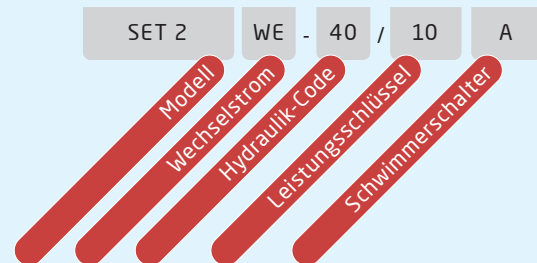 SET 2 WE - 40 / 10 A
Modell
Wechselstrom
Hydraulik-Code
Leistungsschlüssel
Schwimmerschalter